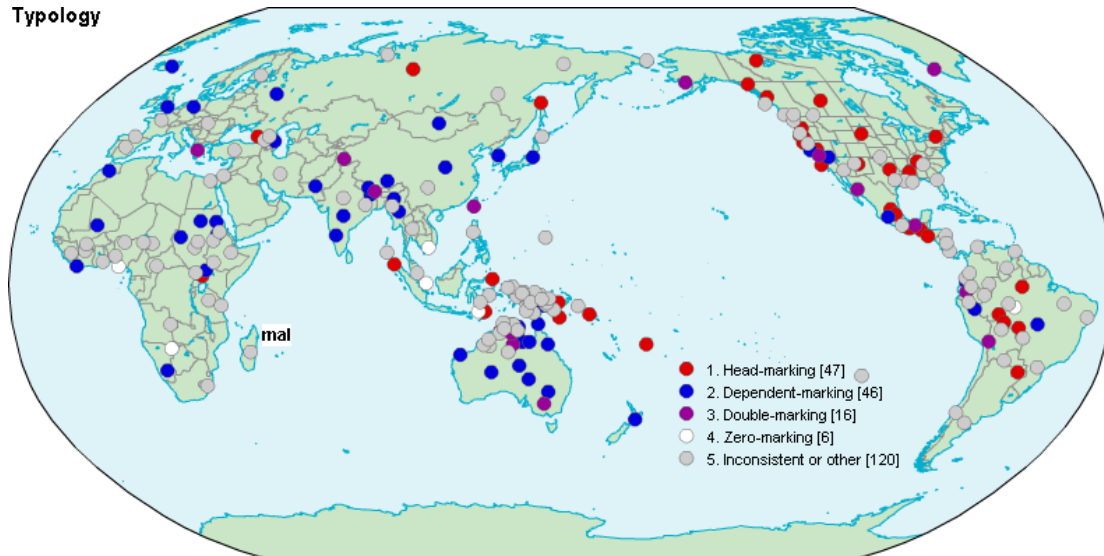 Typology
mal
1. Head-marking [47]
2. Dependent-marking [46]
3. Double-marking [16]
4. Zero-marking [6]
5. Inconsistent or other [120]